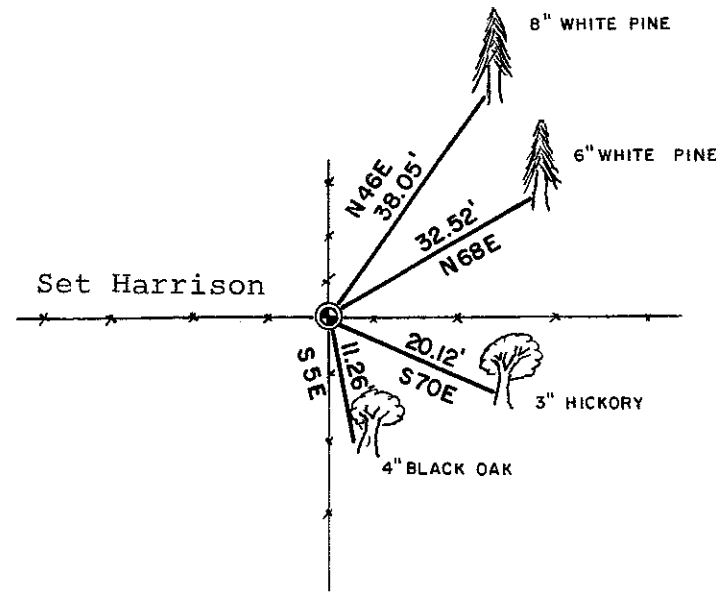 8" WHITE PINE
6" WHITE PINE
N46E
38.05'
32.52'
N68E
Set Harrison
20.12'
S70E
11.26'
S5E
3" HICKORY
4" BLACK OAK